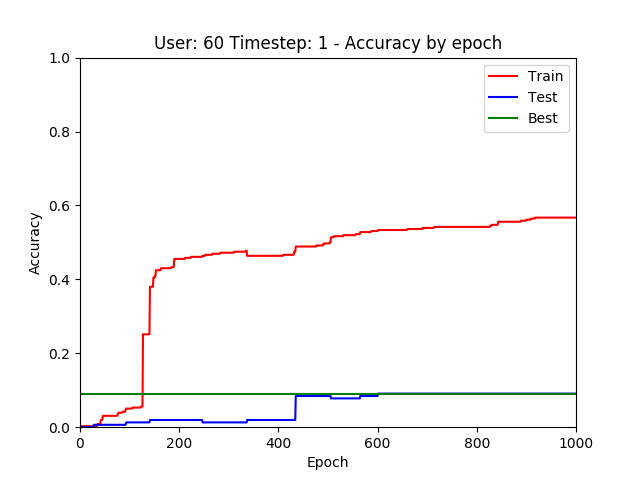 User: 60 Timestep: 1 - Accuracy by epoch
1.0
0.8
0.6
0.4
0.2
0.0
Accuracy
Train
Test
Best
0 200 400 600 800 1000
Epoch